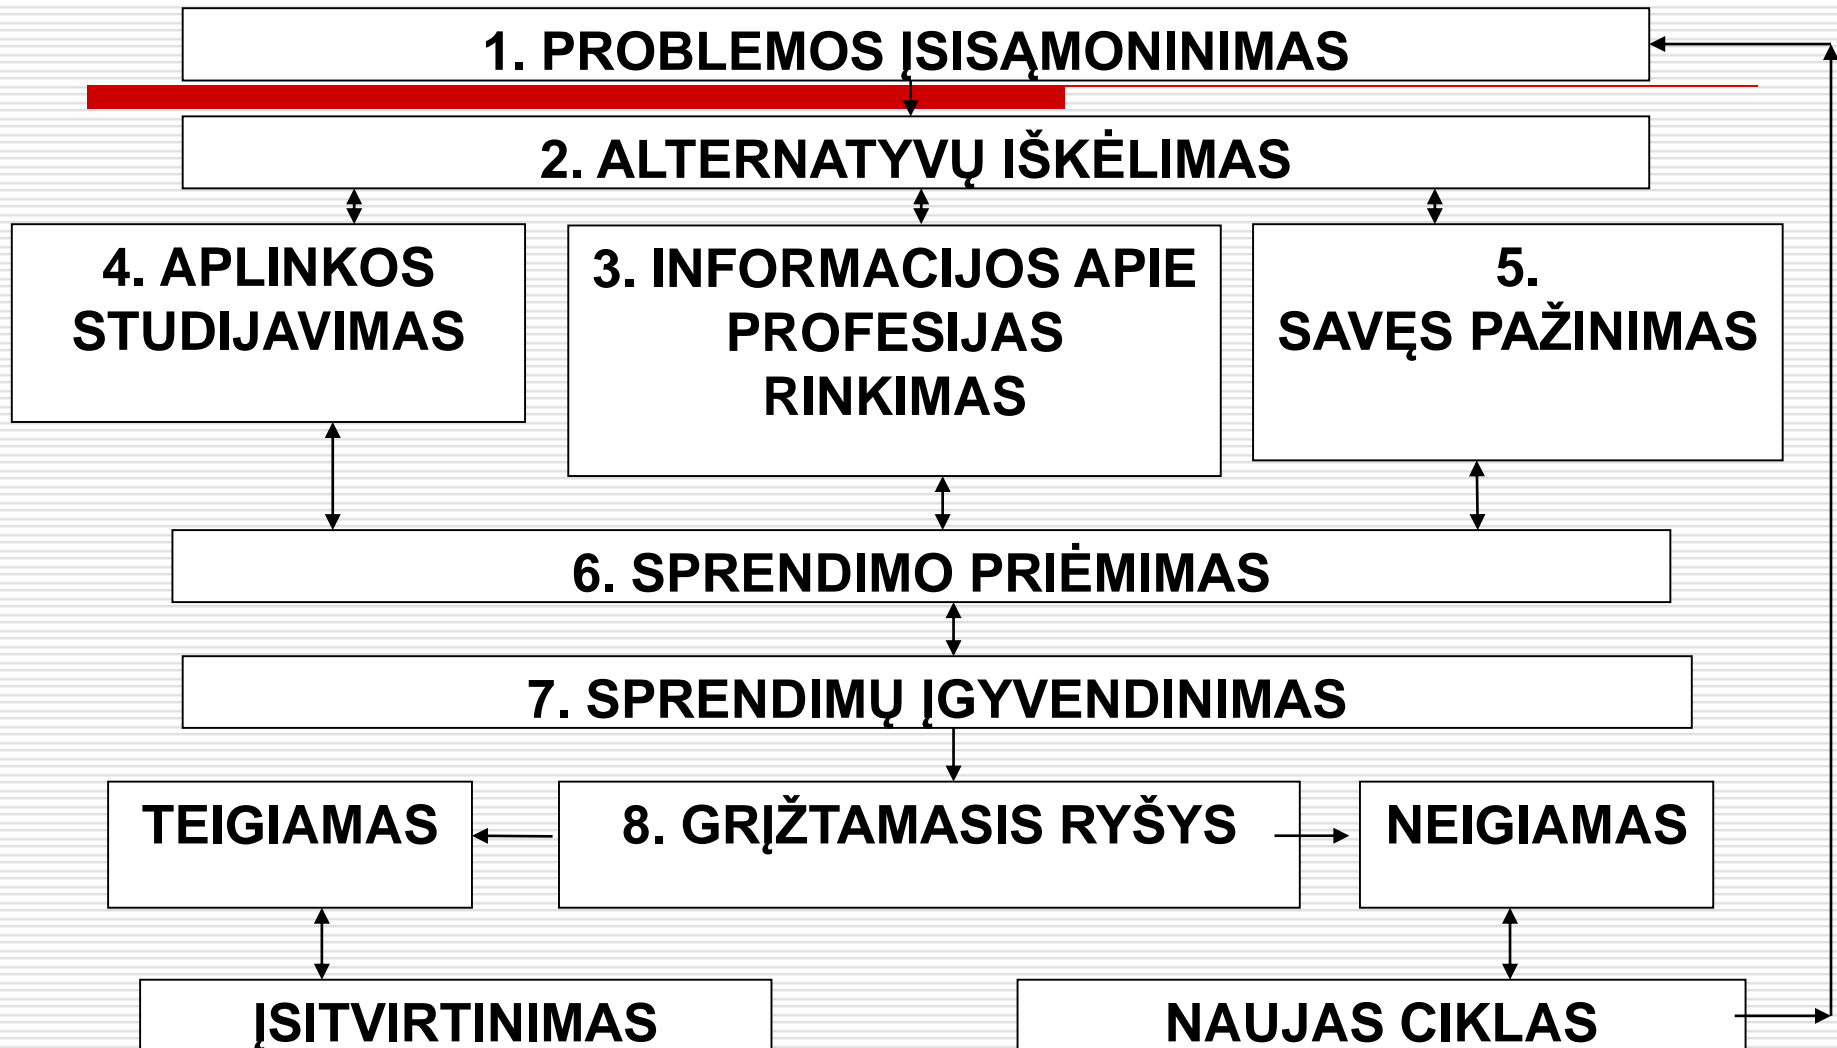 1. PROBLEMOS ĮSISĄMONINIMAS
2. ALTERNATYVŲ IŠKĖLIMAS
4. APLINKOS
STUDIJAVIMAS
3. INFORMACIJOS APIE
PROFESIJAS
RINKIMAS
5.
SAVĘS PAŽINIMAS
6. SPRENDIMO PRIĖMIMAS
7. SPRENDIMŲ ĮGYVENDINIMAS
TEIGIAMAS
8. GRĮŽTAMASIS RYŠYS
NEIGIAMAS
ĮSITVIRTINIMAS
NAUJAS CIKLAS